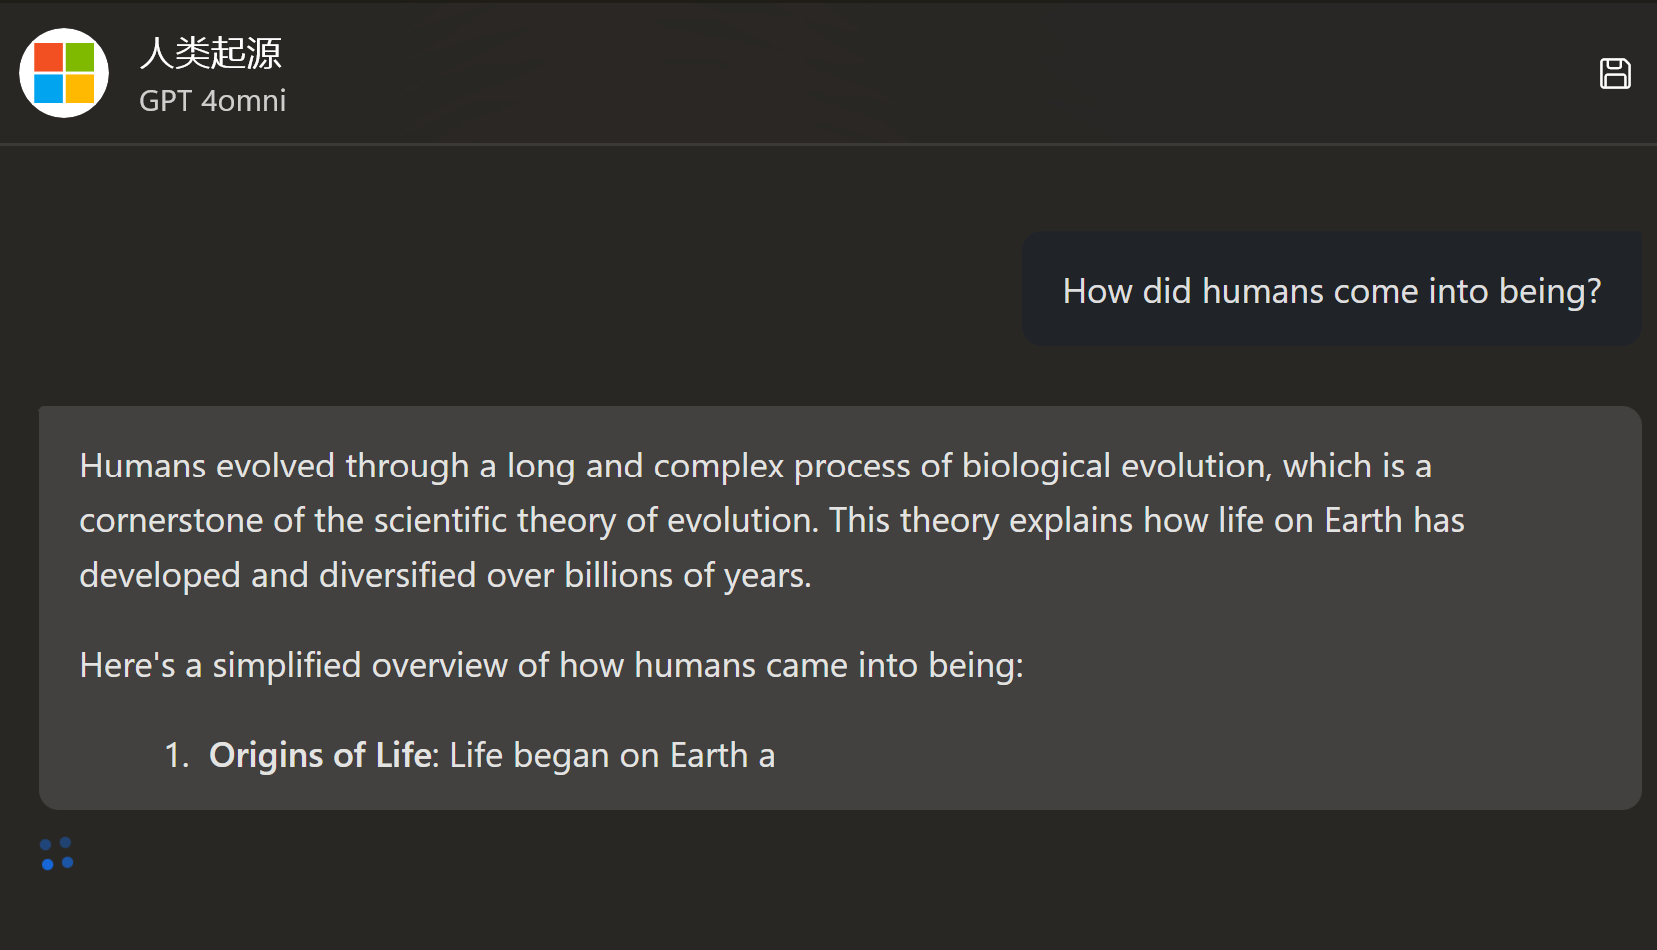 人类起源
GPT 4omni
How did humans come into being?
Humans evolved through a long and complex process of biological evolution, which is a
cornerstone of the scientific theory of evolution. This theory explains how life on Earth has
developed and diversified over billions of years.
Here's a simplified overview of how humans came into being:
1. Origins of Life: Life began on Earth a